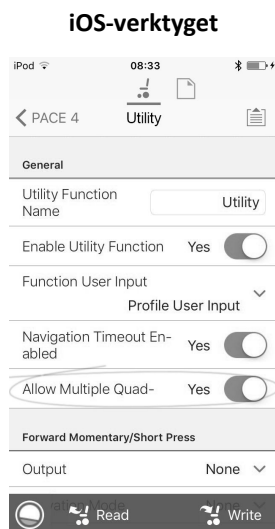 iOS-verktyget
iPod 08:33
PACE 4 Utility
General
Utility Function
Name
Utility
Enable Utility Function Yes
Function User Input
Profile User Input
Navigation Timeout En-
abled
Yes
Allow Multiple Quad- Yes
Forward Momentary/Short Press
Output None
Read Write